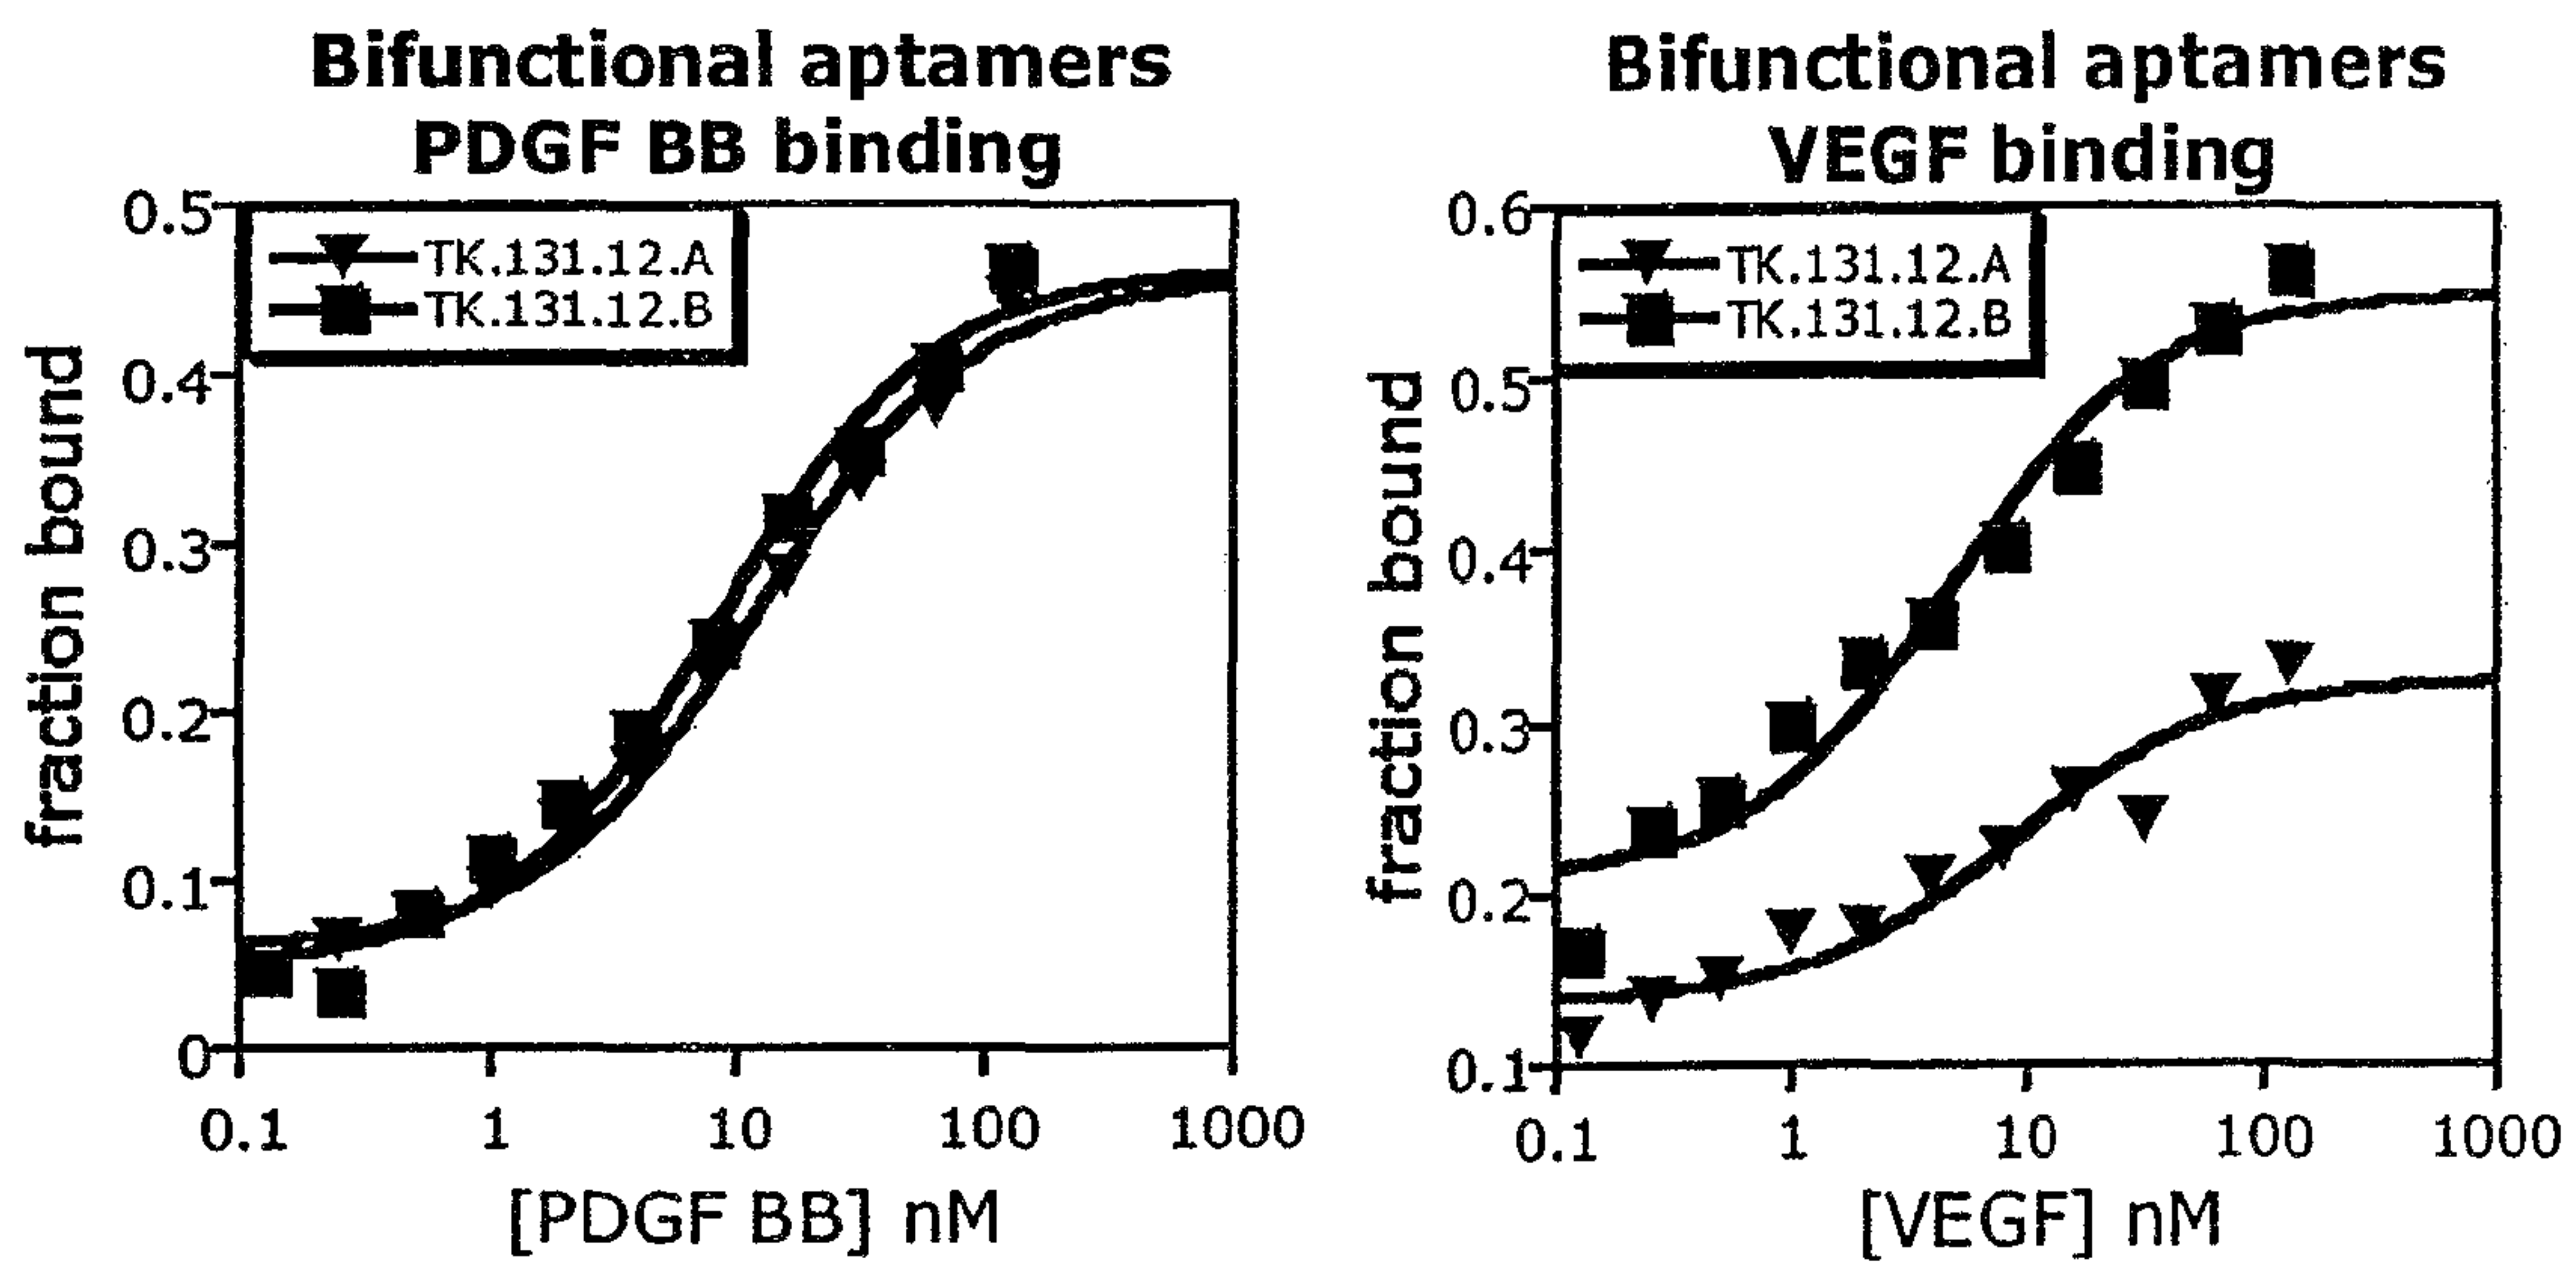 Bifunctional aptamers
PDGF BB binding
0.5
0.4
0.3
0.2
0.1
0
fraction bound
TK.131.12.A
TK.131.12.B
0.1 1 10 100 1000
[PDGF BB] nM
Bifunctional aptamers
VEGF binding
0.6
0.5
0.4
0.3
0.2
0.1
fraction bound
TK.131.12.A
TK.131.12.B
0.1 1 10 100 1000
[VEGF] nM